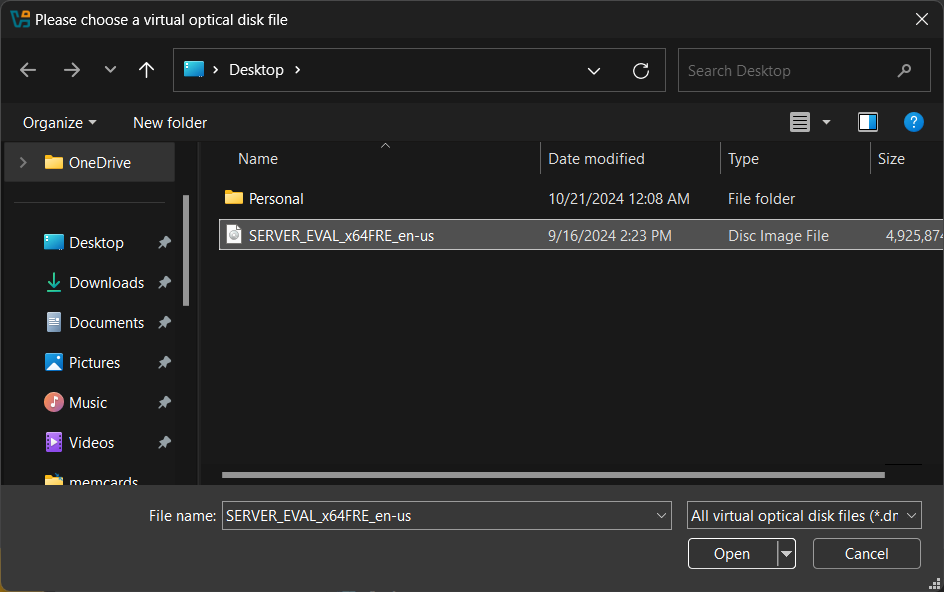 Please choose a virtual optical disk file
Desktop
Search Desktop
Organize
New folder
?
Name
Date modified
Type
Size
OneDrive
Personal
10/21/2024 12:08 AM
File folder
SERVER_EVAL_x64FRE_en-us
9/16/2024 2:23 PM
Disc Image File
4,925,874
Desktop
Downloads
Documents
Pictures
Music
Videos
memcards
File name:
SERVER_EVAL_x64FRE_en-us
All virtual optical disk files (*.dr
Open
Cancel